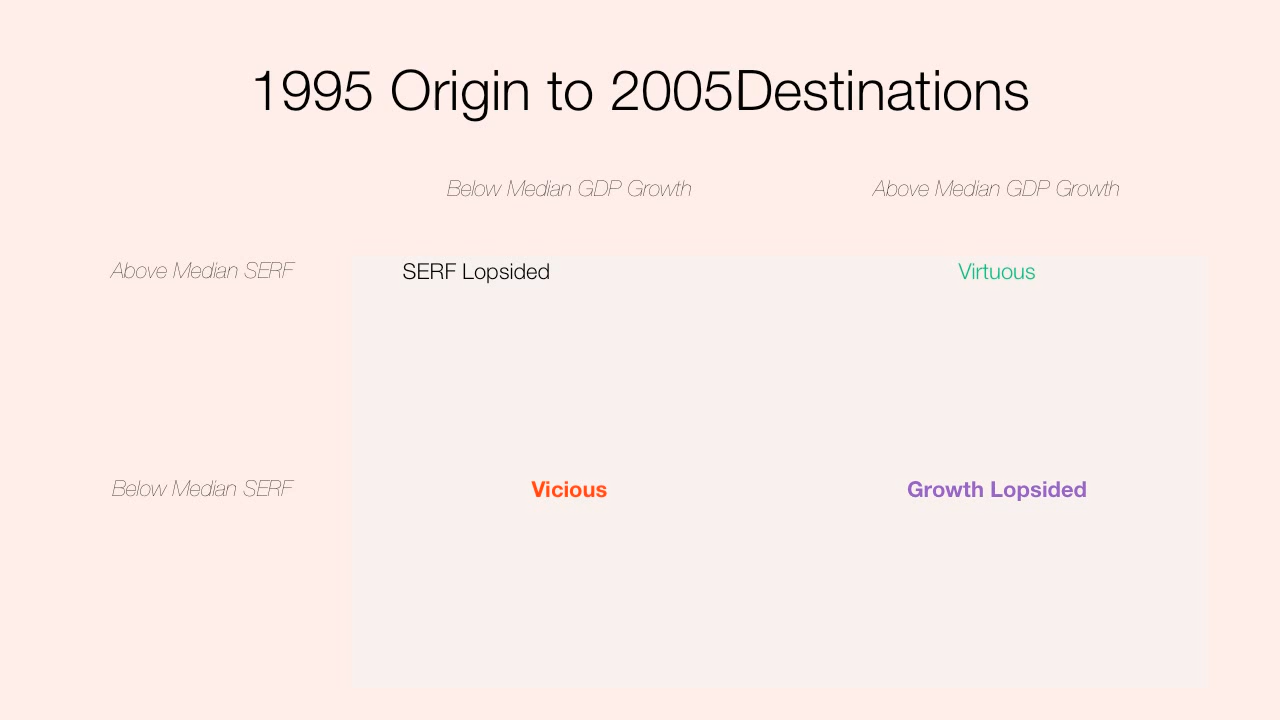 1995 Origin to 2005Destinations
Below Median GDP Growth Above Median GDP Growth
Above Median SERF SERF Lopsided Virtuous
Below Median SERF Vicious Growth Lopsided